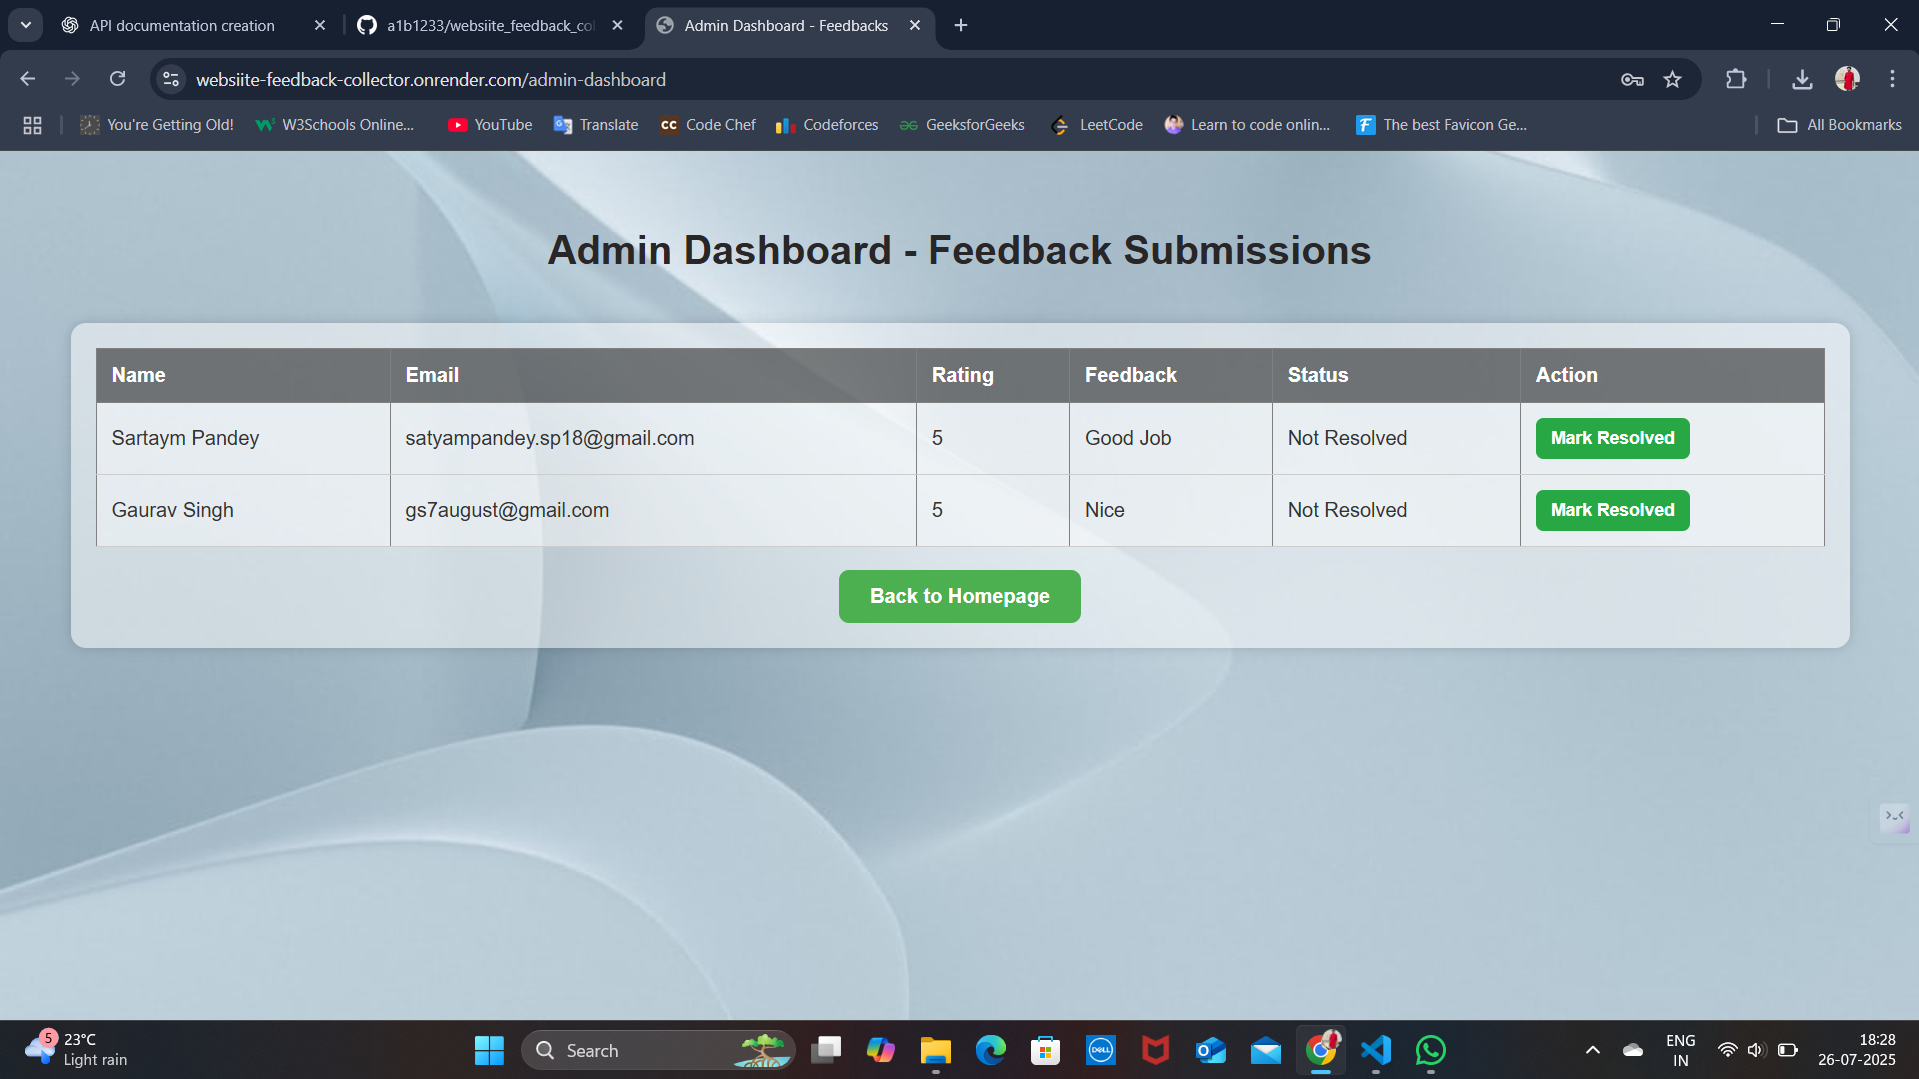 API documentation creation
a1b1233/websiite_feedback_col
Admin Dashboard - Feedbacks
websiite-feedback-collector.onrender.com/admin-dashboard
You're Getting Old!
W3Schools Online...
YouTube
Translate
CC
Code Chef
Codeforces
GeeksforGeeks
LeetCode
Learn to code onlin...
The best Favicon Ge...
All Bookmarks
Admin Dashboard - Feedback Submissions
Name Email Rating Feedback Status Action
Sartaym Pandey satyampandey.sp18@gmail.com 5 Good Job Not Resolved Mark Resolved
Gaurav Singh gs7august@gmail.com 5 Nice Not Resolved Mark Resolved
Back to Homepage
5
23°C
Light rain
Search
DELL
ENG
IN
18:28
26-07-2025